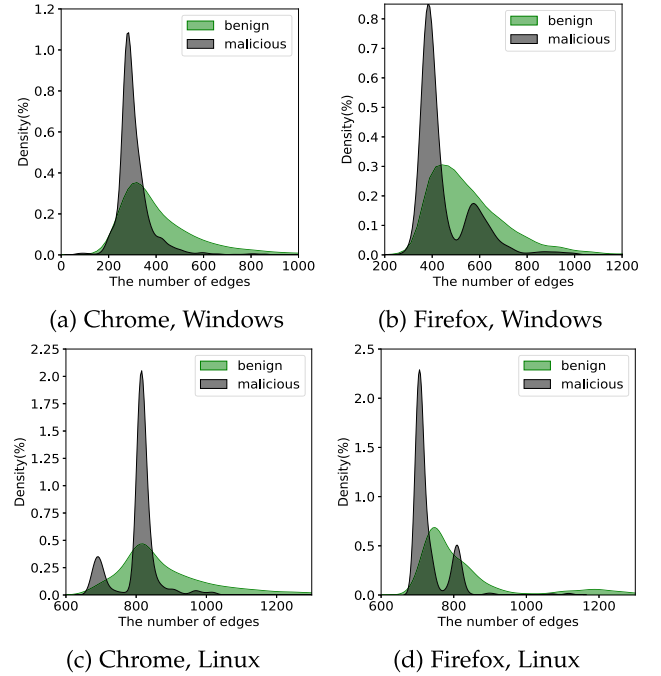 1.2
1.0
0.8
0.6
0.4
0.2
0.0
Density(%)
benign
malicious
0 200 400 600 800 1000
The number of edges
(a) Chrome, Windows
0.8
0.7
0.6
0.5
0.4
0.3
0.2
0.1
0.0
Density(%)
benign
malicious
200 400 600 800 1000 1200
The number of edges
(b) Firefox, Windows
2.25
2.00
1.75
1.50
1.25
1.00
0.75
0.50
0.25
0.00
Density(%)
benign
malicious
600 800 1000 1200
The number of edges
(c) Chrome, Linux
2.5
2.0
1.5
1.0
0.5
0.0
Density(%)
benign
malicious
600 800 1000 1200
The number of edges
(d) Firefox, Linux